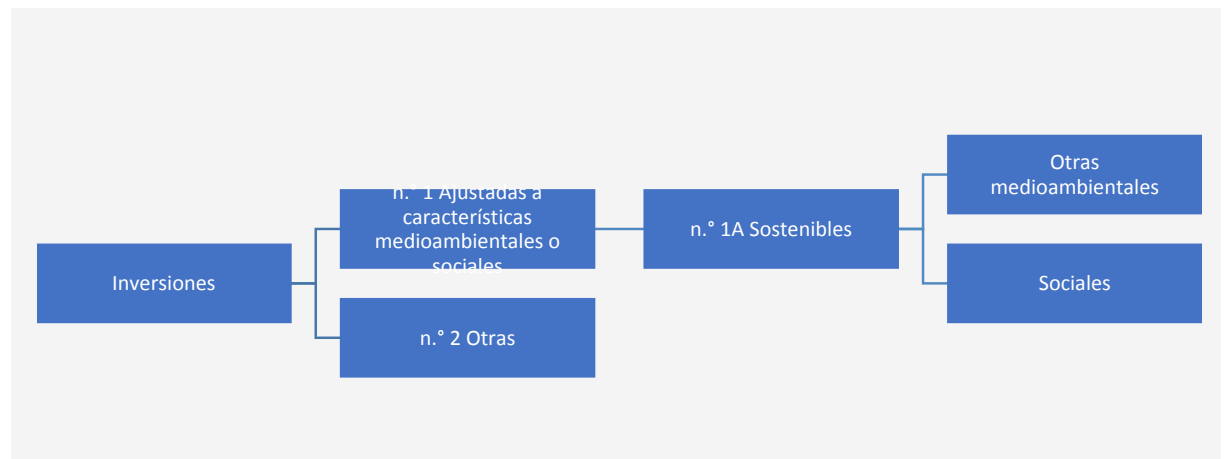 Otras
medioambientales
n.° 1 Ajustadas a
características
medioambientales o
sociales
n.° 1A Sostenibles
Inversiones
Sociales
n.° 2 Otras